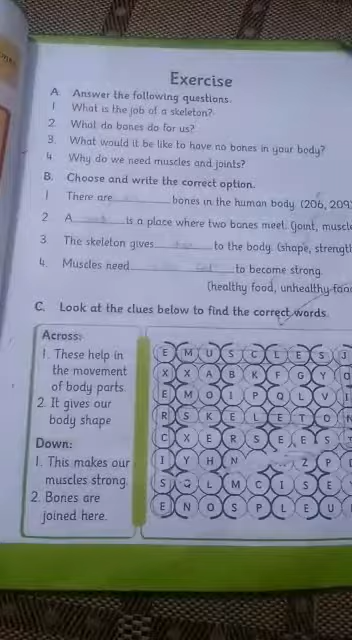 Exercise
A. Answer the following questions.
1. What is the job of a skeleton?
2. What do bones do for us?
3. What would it be like to have no bones in your body?
4. Why do we need muscles and joints?
B. Choose and write the correct option.
1. There are bones in the human body. (206, 209
2. A is a place where two bones meet. (joint, muscle
3. The skeleton gives to the body. (shape, strengt
4. Muscles need to become strong.
(healthy food, unhealthy foo
C. Look at the clues below to find the correct words.
Across:
1. These help in
the movement
of body parts.
2. It gives our
body shape
Down:
1. This makes our
muscles strong.
2. Bones are
joined here.
E M U S C L E S J
X X A B K F G Y O
E M O I P Q L V I
R S K E L E T O N
C X E R S E E S T
I Y H N Z P
S Q L M C I S E
E N O S P L E U